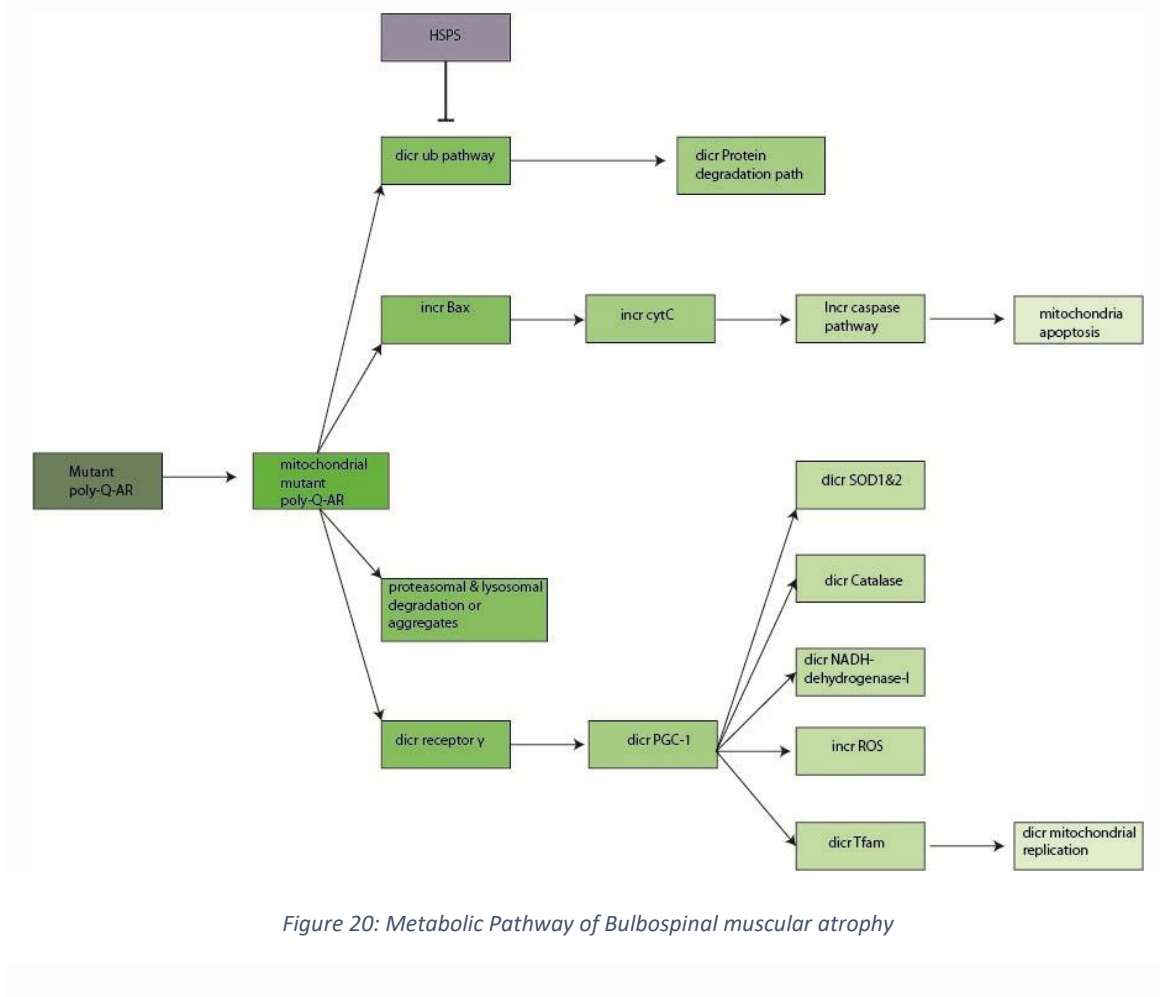 HSPS
dicr ub pathway
dicr Protein
degradation path
incr Bax
incr cytC
Incr caspase
pathway
mitochondria
apoptosis
Mutant
poly-Q-AR
mitochondrial
mutant
poly-Q-AR
dicr SOD1&2
dicr Catalase
proteasomal & lysosomal
degradation or
aggregates
dicr NADH-
dehydrogenase-I
dicr receptor γ
dicr PGC-1
incr ROS
dicr Tfam
dicr mitochondrial
replication
Figure 20: Metabolic Pathway of Bulbospinal muscular atrophy